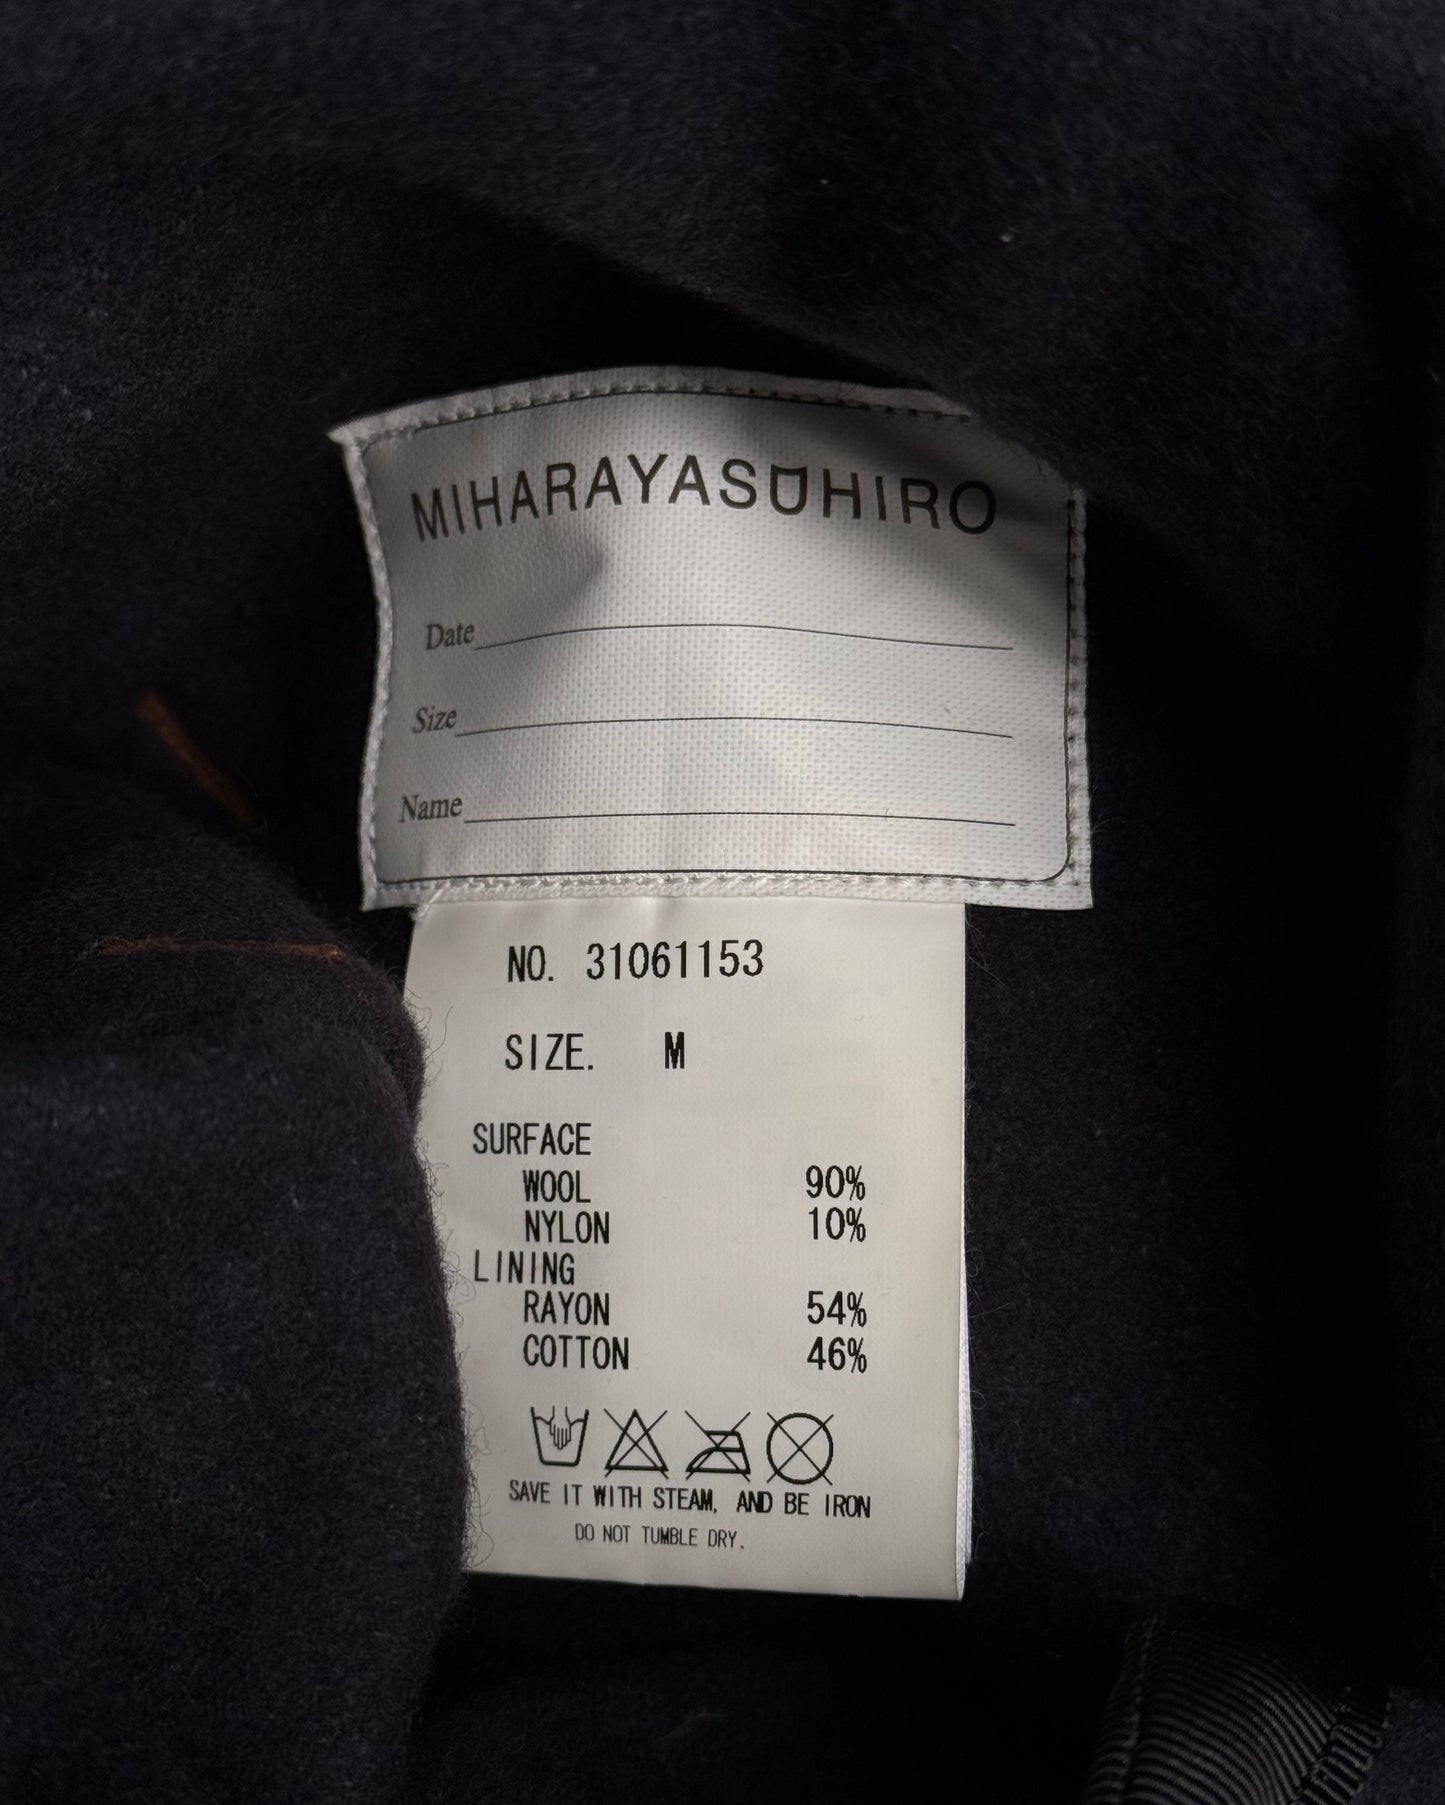 MIHARAYASUHIRO
Date
Size
Name
NO. 31061153
SIZE. M
SURFACE
WOOL 90%
NYLON 10%
LINING
RAYON 54%
COTTON 46%
SAVE IT WITH STEAM, AND BE IRON
DO NOT TUMBLE DRY.